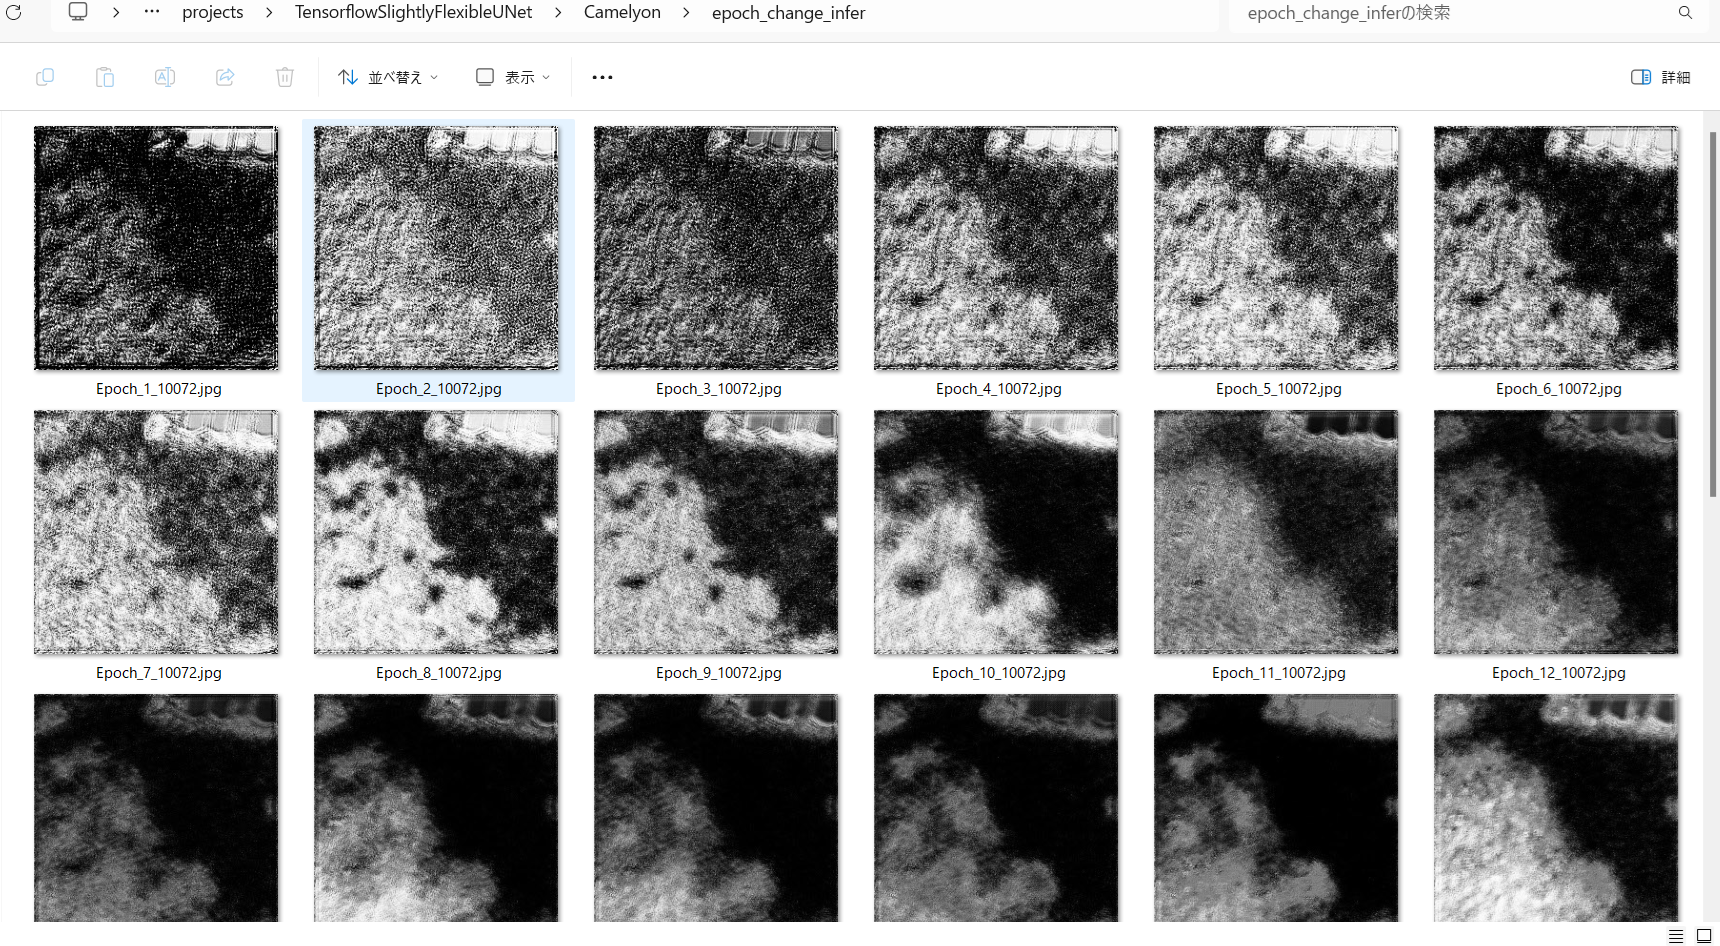 projects > TensorflowSlightlyFlexibleUNet > Camelyon > epoch_change_infer
epoch_change_inferの検索
並べ替え
表示
詳細
Epoch_1_10072.jpg
Epoch_2_10072.jpg
Epoch_3_10072.jpg
Epoch_4_10072.jpg
Epoch_5_10072.jpg
Epoch_6_10072.jpg
Epoch_7_10072.jpg
Epoch_8_10072.jpg
Epoch_9_10072.jpg
Epoch_10_10072.jpg
Epoch_11_10072.jpg
Epoch_12_10072.jpg